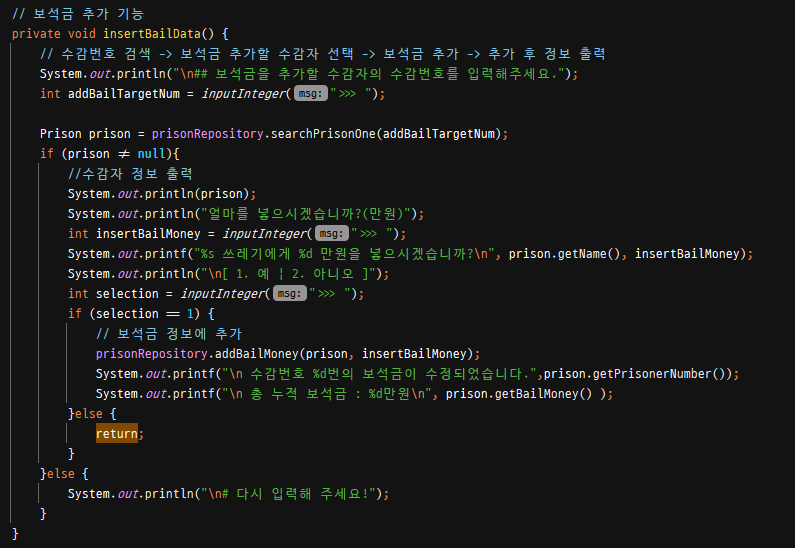 // 보석금 추가 기능
private void insertBailData() {
// 수감번호 검색 -> 보석금 추가할 수감자 선택 -> 보석금 추가 -> 추가 후 정보 출력
System.out.println("\n## 보석금을 추가할 수감자의 수감번호를 입력해주세요.");
int addBailTargetNum = inputInteger( msg: ">>> ");
Prison prison = prisonRepository.searchPrisonOne(addBailTargetNum);
if (prison ≠ null){
//수감자 정보 출력
System.out.println(prison);
System.out.println("얼마를 넣으시겠습니까?(만원)");
int insertBailMoney = inputInteger( msg: ">>> ");
System.out.printf("%s 쓰레기에게 %d 만원을 넣으시겠습니까?\n", prison.getName(), insertBailMoney);
System.out.println("\n[ 1. 예 ¦ 2. 아니오 ]");
int selection = inputInteger( msg: ">>> ");
if (selection == 1) {
// 보석금 정보에 추가
prisonRepository.addBailMoney(prison, insertBailMoney);
System.out.printf("\n 수감번호 %d번의 보석금이 수정되었습니다.",prison.getPrisonerNumber());
System.out.printf("\n 총 누적 보석금 : %d만원\n", prison.getBailMoney() );
}else {
return;
}
}else {
System.out.println("\n# 다시 입력해 주세요!");
}
}